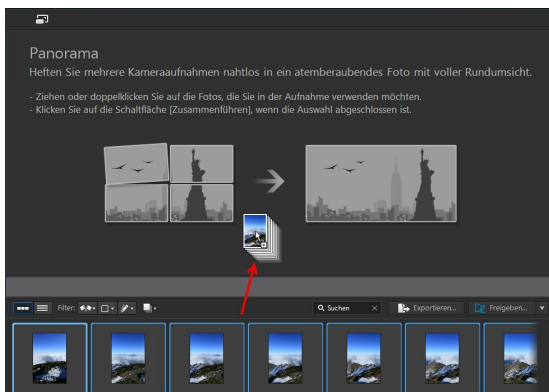 Panorama
Heften Sie mehrere Kameraaufnahmen nahtlos in ein atemberaubendes Foto mit voller Rundumsicht.
- Ziehen oder doppelklicken Sie auf die Fotos, die Sie in der Aufnahme verwenden möchten.
- Klicken Sie auf die Schaltfläche [Zusammenführen], wenn die Auswahl abgeschlossen ist.
Filter: Suchen Exportieren... Freigeben...